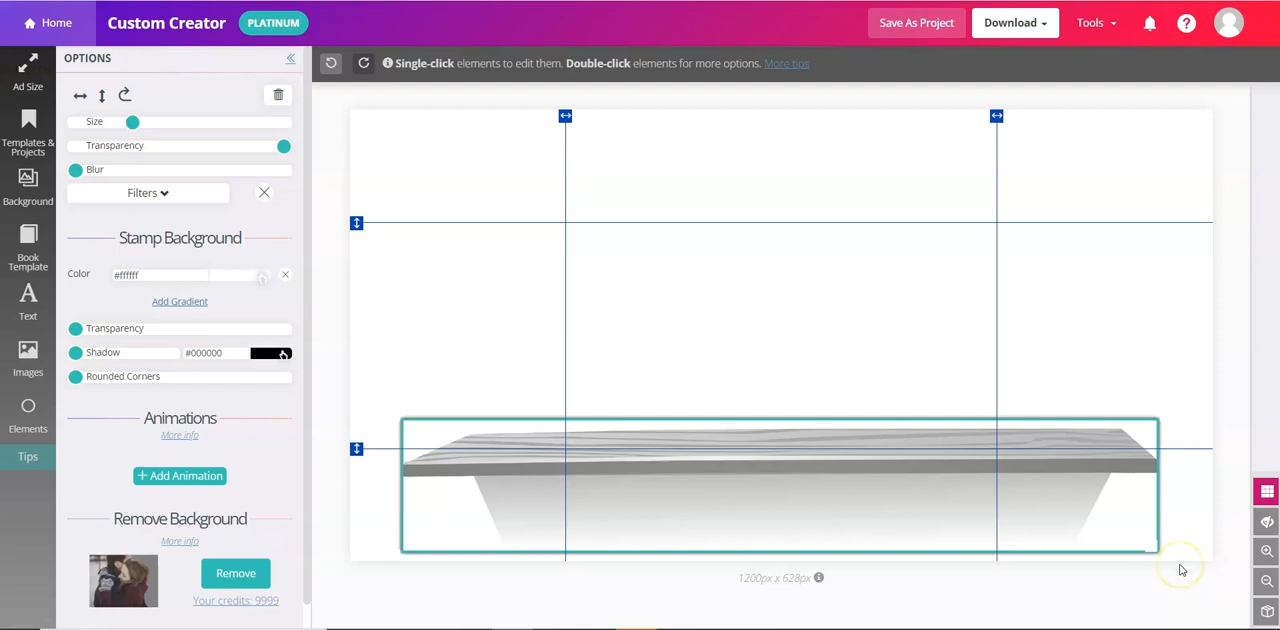 Home
Custom Creator
PLATINUM
Save As Project
Download
Tools
OPTIONS
Single-click elements to edit them. Double-click elements for more options. More tips
Ad Size
Templates &
Projects
Background
Book
Template
Text
Images
Elements
Tips
Size
Transparency
Blur
Filters
Stamp Background
Color
#ffffff
Add Gradient
Transparency
Shadow
#000000
Rounded Corners
Animations
More info
+ Add Animation
Remove Background
More info
Remove
Your credits: 9999
1200px x 628px